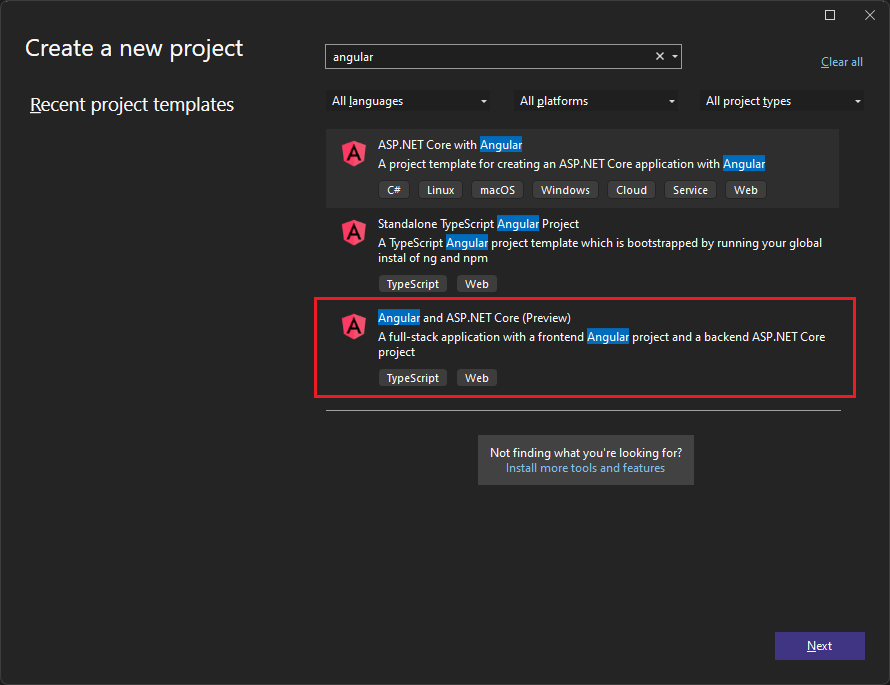 Create a new project
angular
Clear all
Recent project templates
All languages
All platforms
All project types
ASP.NET Core with Angular
A project template for creating an ASP.NET Core application with Angular
C# Linux macOS Windows Cloud Service Web
Standalone TypeScript Angular Project
A TypeScript Angular project template which is bootstrapped by running your global
instal of ng and npm
TypeScript Web
Angular and ASP.NET Core (Preview)
A full-stack application with a frontend Angular project and a backend ASP.NET Core
project
TypeScript Web
Not finding what you're looking for?
Install more tools and features
Next